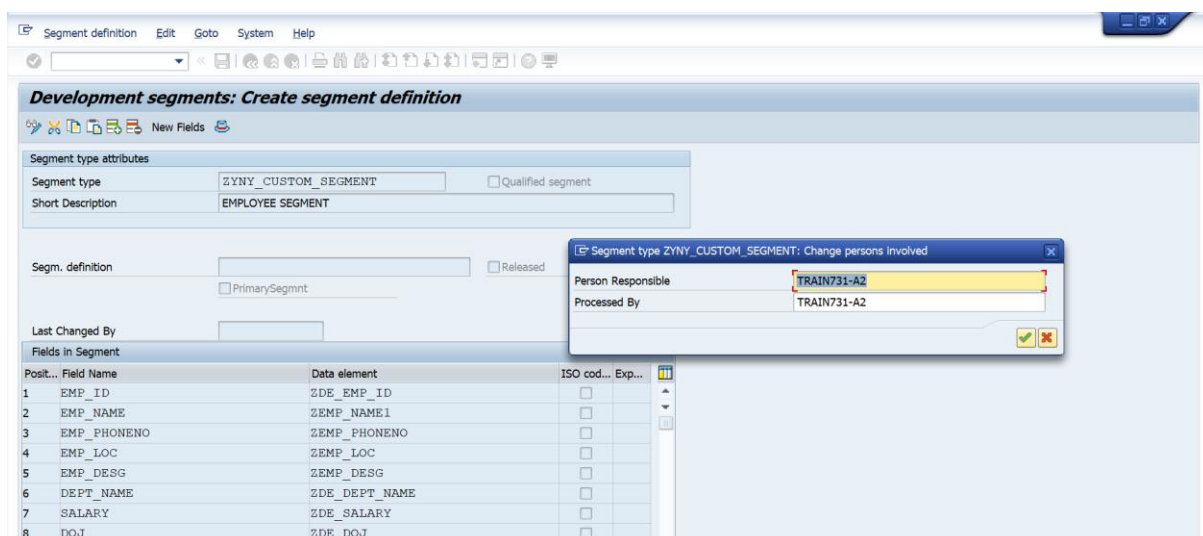 Segment definition Edit Goto System Help
Development segments: Create segment definition
New Fields
Segment type attributes
Segment type ZYNY_CUSTOM_SEGMENT Qualified segment
Short Description EMPLOYEE SEGMENT
Segment type ZYNY_CUSTOM_SEGMENT: Change persons involved
Segm. definition Released
Person Responsible TRAIN731-A2
PrimarySegmnt
Processed By TRAIN731-A2
Last Changed By
Fields in Segment
Posit... Field Name Data element ISO cod... Exp...
1 EMP_ID ZDE_EMP_ID
2 EMP_NAME ZEMP_NAME1
3 EMP_PHONENO ZEMP_PHONENO
4 EMP_LOC ZEMP_LOC
5 EMP_DESG ZEMP_DESG
6 DEPT_NAME ZDE_DEPT_NAME
7 SALARY ZDE_SALARY
8 DOJ ZDE_DOJ